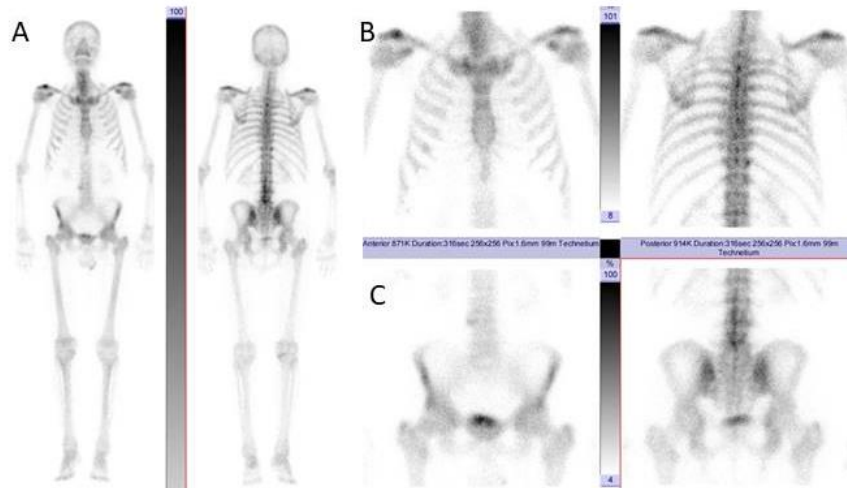 A
100
B
101
8
Anterior 871K Duration:316sec 256x256 Pix:1.6mm 99m Technetium
Posterior 914K Duration:316sec 256x256 Pix:1.6mm 99m
Technetium
C
%
100
4